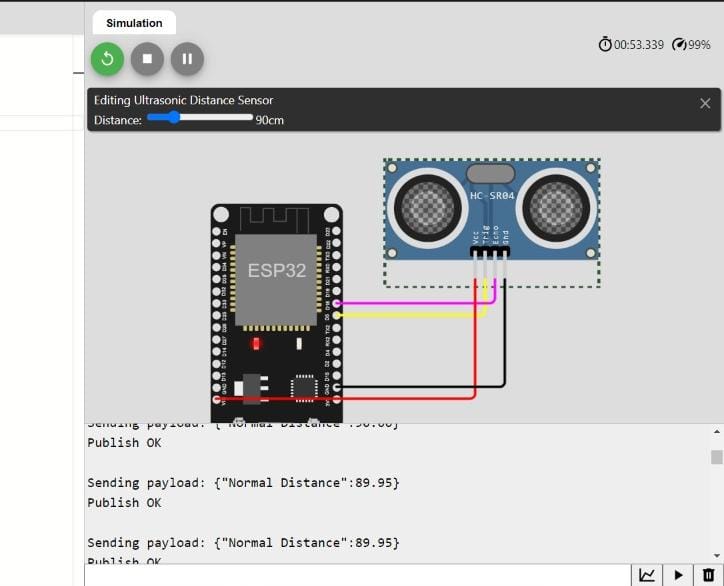 Simulation
00:53.339 99%
Editing Ultrasonic Distance Sensor
Distance: 90cm
HC-SR04
Vcc
Trig
Echo
Gnd
ESP32
Sending payload: {"Normal Distance":90.00}
Publish OK
Sending payload: {"Normal Distance":89.95}
Publish OK
Sending payload: {"Normal Distance":89.95}
Publish OK